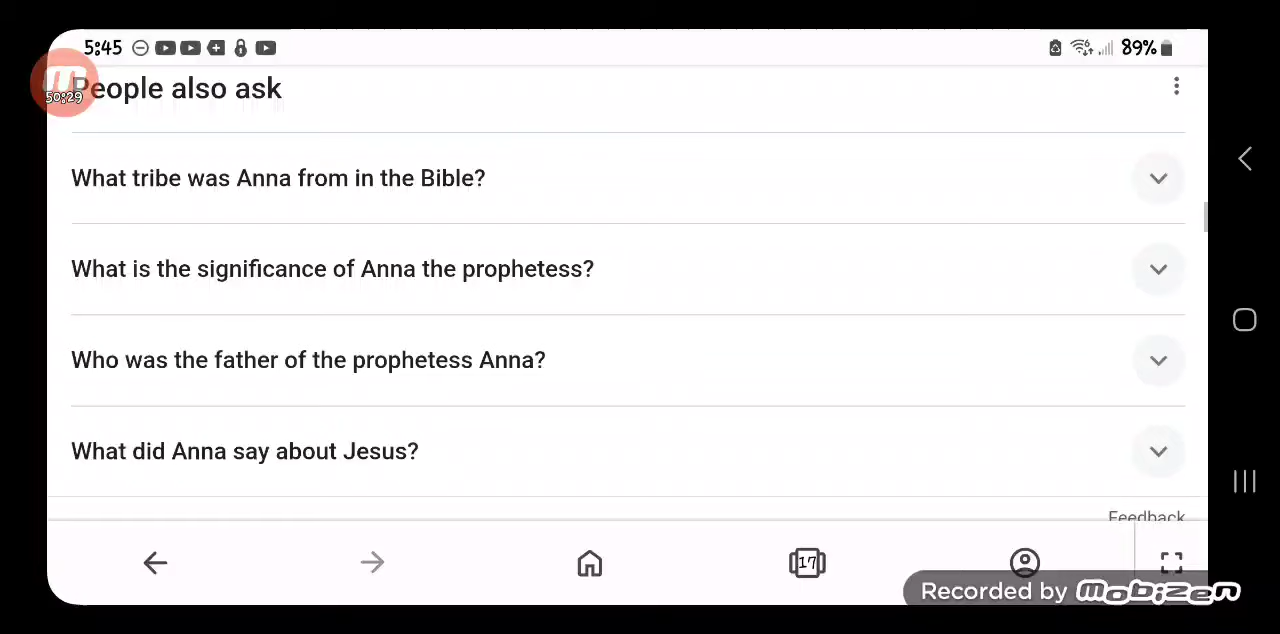 5:45
89%
50:29
People also ask
What tribe was Anna from in the Bible?
What is the significance of Anna the prophetess?
Who was the father of the prophetess Anna?
What did Anna say about Jesus?
Feedback
17
Recorded by mobizen